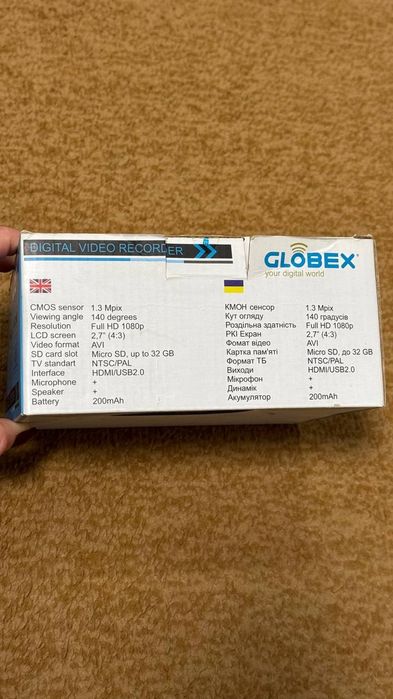 DIGITAL VIDEO RECORDER
GLOBEX
your digital world
CMOS sensor 1.3 Mpix
Viewing angle 140 degrees
Resolution Full HD 1080p
LCD screen 2,7" (4:3)
Video format AVI
SD card slot Micro SD, up to 32 GB
TV standart NTSC/PAL
Interface HDMI/USB2.0
Microphone +
Speaker +
Battery 200mAh
КМОН сенсор 1.3 Mpix
Кут огляду 140 градусів
Роздільна здатність Full HD 1080p
РКІ Екран 2,7" (4:3)
Фомат відео AVI
Картка пам'яті Micro SD, до 32 GB
Формат ТБ NTSC/PAL
Виходи HDMI/USB2.0
Мікрофон +
Динамік +
Акумулятор 200mAh